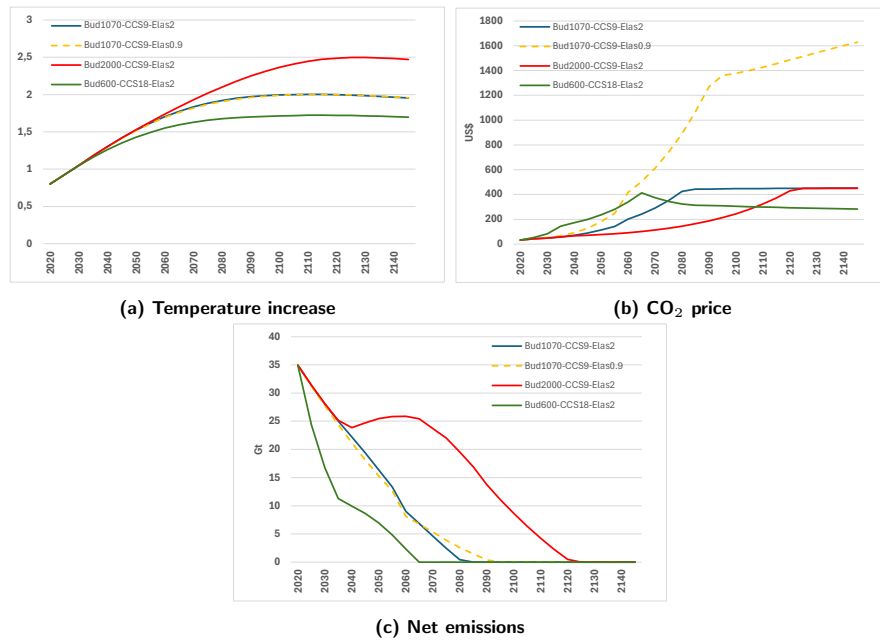 3
2,5
2
1,5
1
0,5
0
Bud1070-CCS9-Elas2
Bud1070-CCS9-Elas0.9
Bud2000-CCS9-Elas2
Bud600-CCS18-Elas2
2020 2030 2040 2050 2060 2070 2080 2090 2100 2110 2120 2130 2140
(a) Temperature increase
US$
1800
1600
1400
1200
1000
800
600
400
200
0
Bud1070-CCS9-Elas2
Bud1070-CCS9-Elas0.9
Bud2000-CCS9-Elas2
Bud600-CCS18-Elas2
2020 2030 2040 2050 2060 2070 2080 2090 2100 2110 2120 2130 2140
(b) CO₂ price
Gt
40
35
30
25
20
15
10
5
0
Bud1070-CCS9-Elas2
Bud1070-CCS9-Elas0.9
Bud2000-CCS9-Elas2
Bud600-CCS18-Elas2
2020 2030 2040 2050 2060 2070 2080 2090 2100 2110 2120 2130 2140
(c) Net emissions